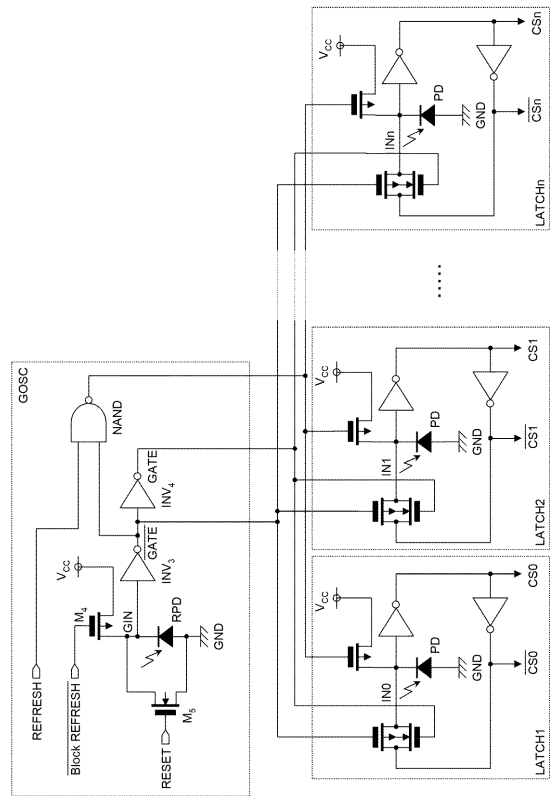 GOSC
REFRESH
Block REFRESH
RESET
M4
M5
VCC
GIN
RPD
GND
INV3
GATE
INV4
GATE
NAND
LATCH1
IN0
VCC
PD
GND
CS0
CS0
LATCH2
IN1
VCC
PD
GND
CS1
CS1
.....
LATCHn
INn
VCC
PD
GND
CSn
CSn